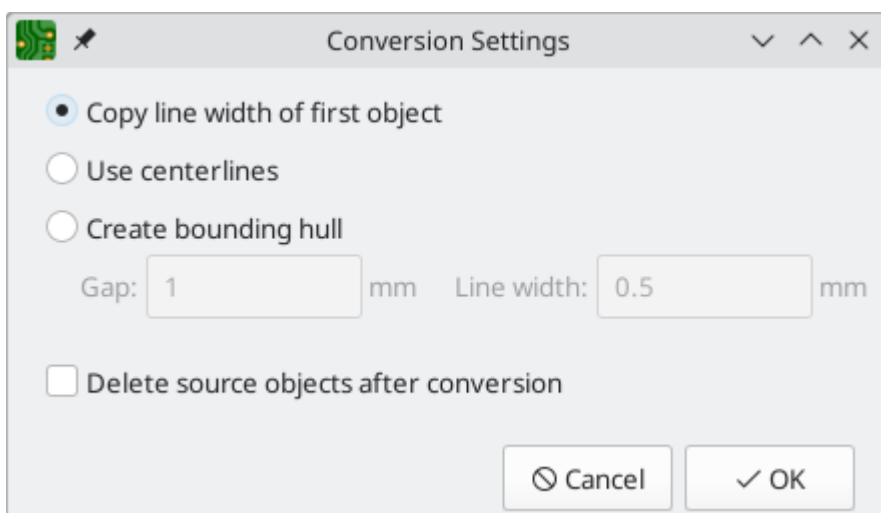 Conversion Settings
Copy line width of first object
Use centerlines
Create bounding hull
Gap: 1 mm Line width: 0.5 mm
Delete source objects after conversion
Cancel OK